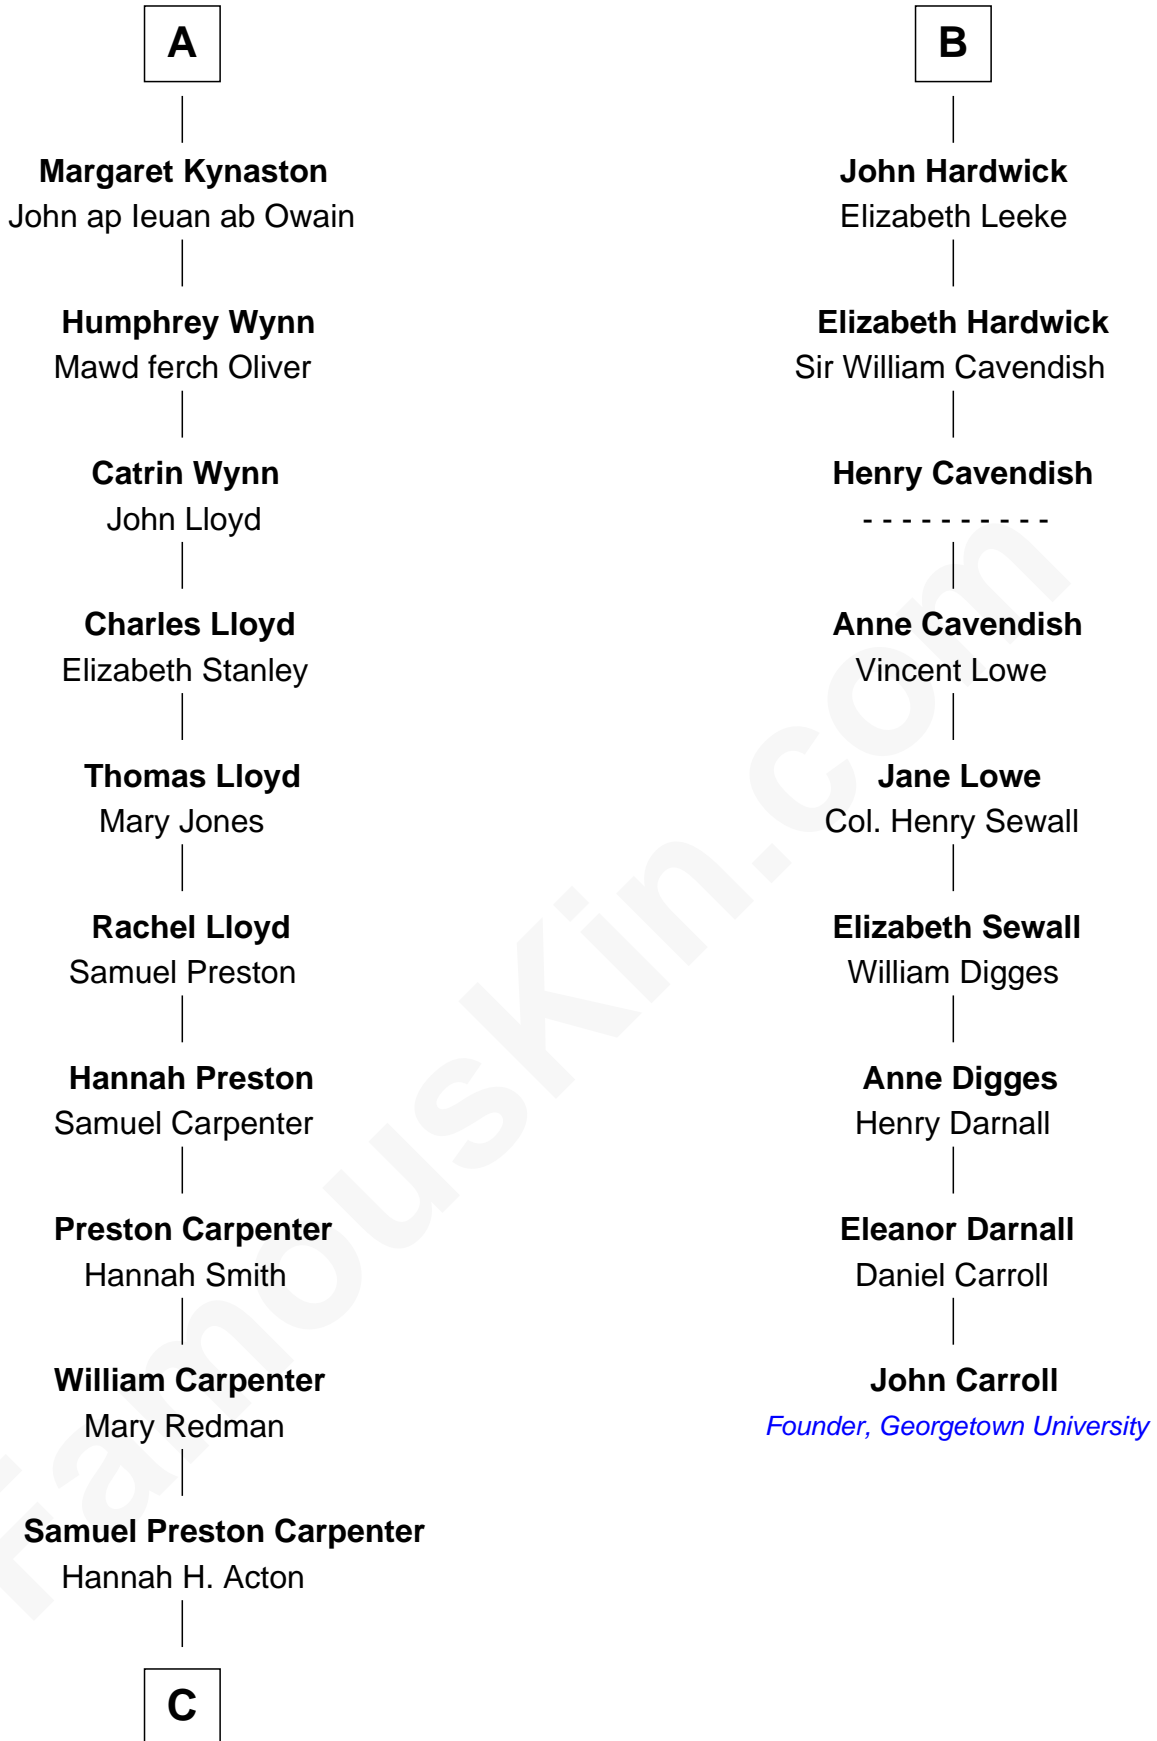 A
Margaret Kynaston
John ap Ieuan ab Owain
Humphrey Wynn
Mawd ferch Oliver
Catrin Wynn
John Lloyd
Charles Lloyd
Elizabeth Stanley
Thomas Lloyd
Mary Jones
Rachel Lloyd
Samuel Preston
Hannah Preston
Samuel Carpenter
Preston Carpenter
Hannah Smith
William Carpenter
Mary Redman
Samuel Preston Carpenter
Hannah H. Acton
C
B
John Hardwick
Elizabeth Leeke
Elizabeth Hardwick
Sir William Cavendish
Henry Cavendish
- - - - - - - - - -
Anne Cavendish
Vincent Lowe
Jane Lowe
Col. Henry Sewall
Elizabeth Sewall
William Digges
Anne Digges
Henry Darnall
Eleanor Darnall
Daniel Carroll
John Carroll
Founder, Georgetown University
FamousKin.com